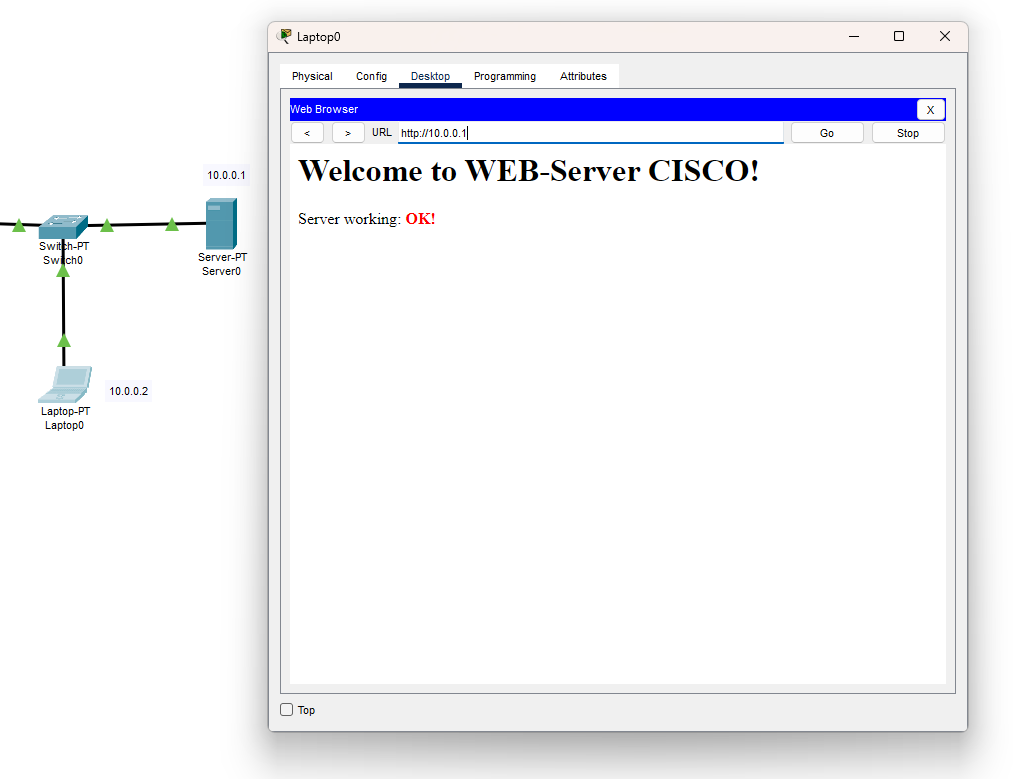 10.0.0.1
Switch-PT
Switch0
Server-PT
Server0
10.0.0.2
Laptop-PT
Laptop0
Laptop0
Physical Config Desktop Programming Attributes
Web Browser X
< > URL http://10.0.0.1 Go Stop
Welcome to WEB-Server CISCO!
Server working: OK!
Top